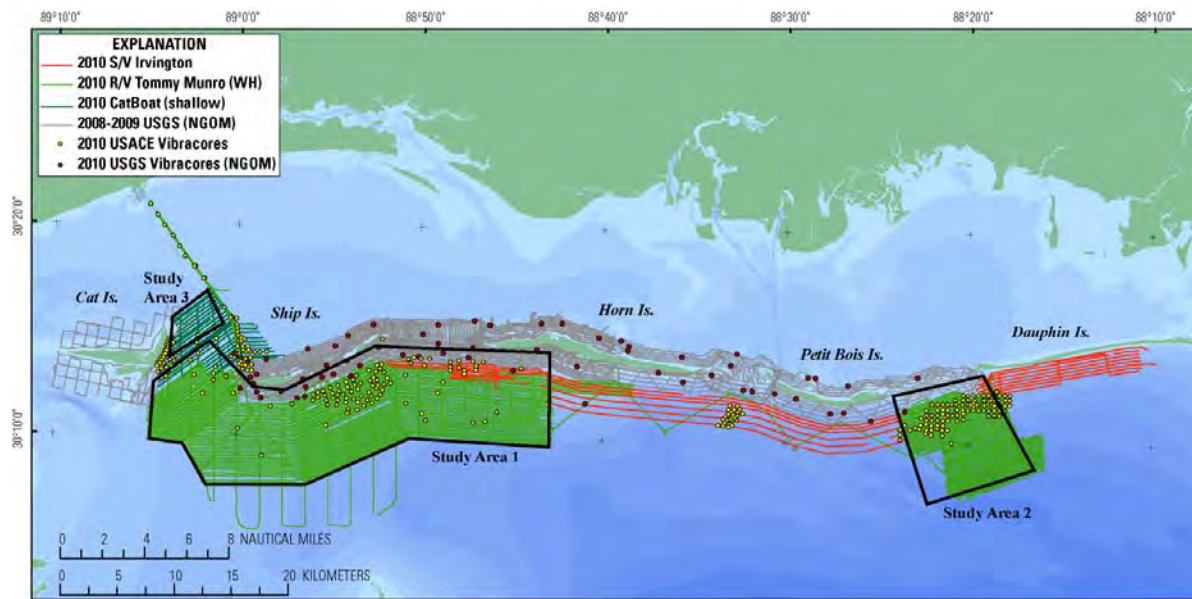 89°10'0" 89°0'0" 88°50'0" 88°40'0" 88°30'0" 88°20'0" 88°10'0"
EXPLANATION
2010 S/V Irvington
2010 R/V Tommy Munro (WH)
2010 CatBoat (shallow)
2008-2009 USGS (NGOM)
2010 USACE Vibracores
2010 USGS Vibracores (NGOM)
30°20'0"
Study
Area 3
Cat Is.
Ship Is.
Horn Is.
Dauphin Is.
Petit Bois Is.
30°10'0"
Study Area 1
Study Area 2
0 2 4 6 8 NAUTICAL MILES
0 5 10 15 20 KILOMETERS